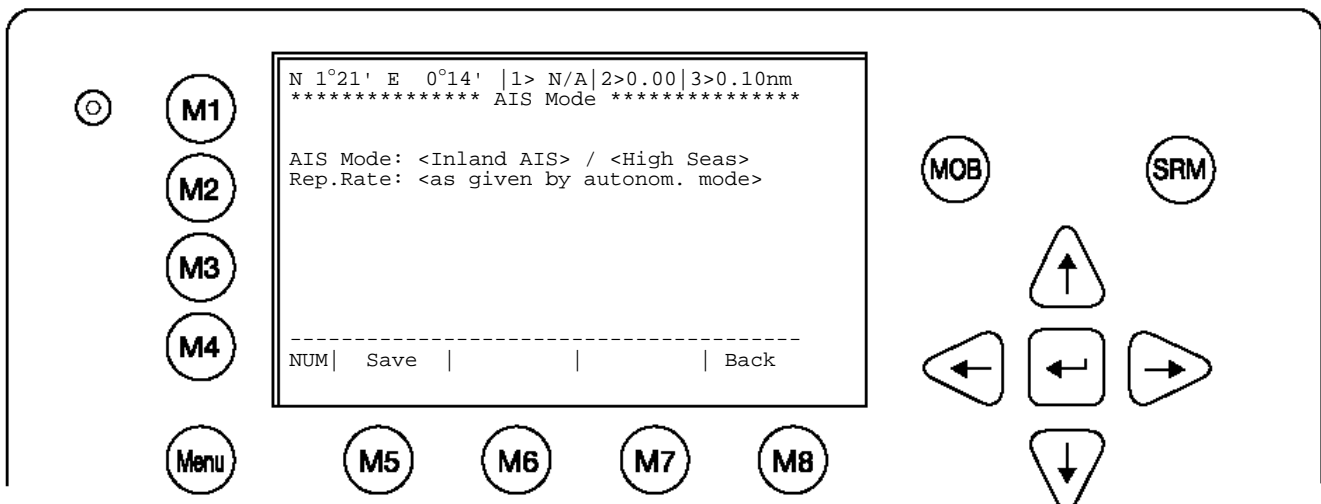 N 1°21' E 0°14' |1> N/A|2>0.00|3>0.10nm
*************** AIS Mode ***************
M1
AIS Mode: <Inland AIS> / <High Seas>
MOB
SRM
Rep.Rate: <as given by autonom. mode>
M2
M3
M4
----------------------------------------
NUM| Save | | | Back
Menu
M5
M6
M7
M8